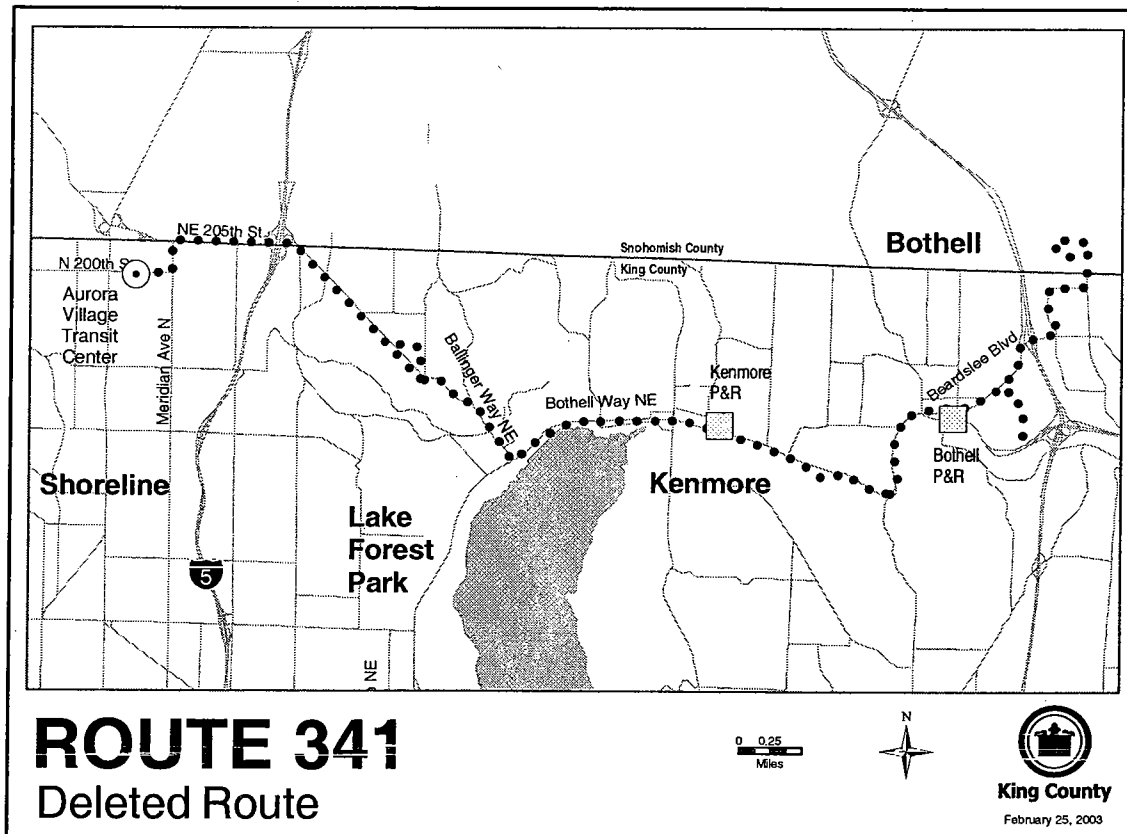 NE 205th St
N 200th S
Aurora
Village
Transit
Center
Meridian Ave N
Snohomish County
King County
Bothell
Ballinger Way NE
Bothell Way NE
Kenmore
P&R
Beardslee Blvd
Bothell
P&R
Shoreline
Lake
Forest
Park
Kenmore
5
NE
ROUTE 341
Deleted Route
0 0.25
Miles
N
King County
February 25, 2003